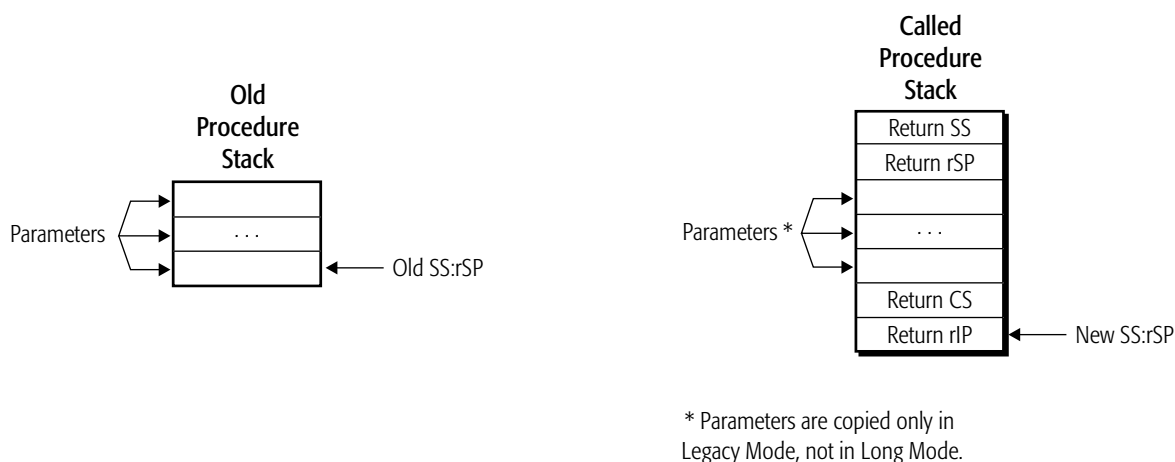 Old
Procedure
Stack
Parameters
. . .
Old SS:rSP
Called
Procedure
Stack
Return SS
Return rSP
Parameters *
. . .
Return CS
Return rIP
New SS:rSP
* Parameters are copied only in
Legacy Mode, not in Long Mode.